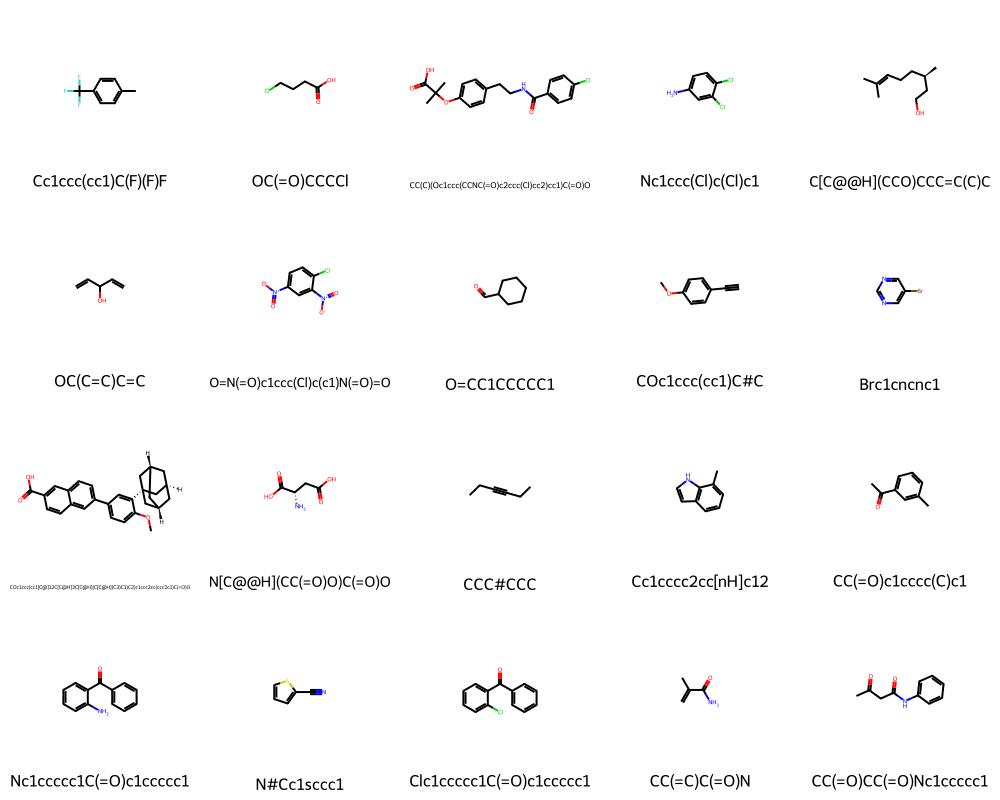 Cc1ccc(cc1)C(F)(F)F
OC(=O)CCCCl
CC(C)(Oc1ccc(CCNC(=O)c2ccc(Cl)cc2)cc1)C(=O)O
Nc1ccc(Cl)c(Cl)c1
C[C@@H](CCO)CCC=C(C)C
OC(C=C)C=C
O=N(=O)c1ccc(Cl)c(c1)N(=O)=O
O=CC1CCCCC1
COc1ccc(cc1)C#C
Brc1cncnc1
N[C@@H](CC(=O)O)C(=O)O
CCC#CCC
Cc1cccc2cc[nH]c12
CC(=O)c1cccc(C)c1
Nc1ccccc1C(=O)c1ccccc1
N#Cc1sccc1
Clc1ccccc1C(=O)c1ccccc1
CC(=C)C(=O)N
CC(=O)CC(=O)Nc1ccccc1